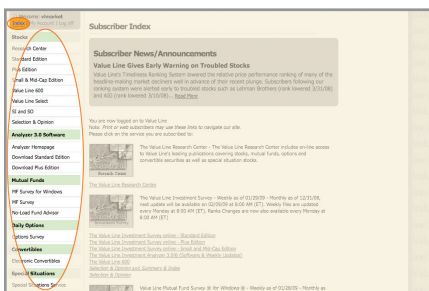 Welcome: vlmarket
Index | My Account | Log off
Stocks
Research Center
Standard Edition
Plus Edition
Small & Mid-Cap Edition
Value Line 600
Value Line Select
SI and SO
Selection & Opinion
Analyzer 3.0 Software
Analyzer Homepage
Download Standard Edition
Download Plus Edition
Mutual Funds
MF Survey for Windows
MF Survey
No-Load Fund Advisor
Daily Options
Options Survey
Convertibles
Electronic Convertibles
Special Situations
Special Situations Service
Subscriber Index
Subscriber News/Announcements
Value Line Gives Early Warning on Troubled Stocks
Value Line's Timeliness Ranking System lowered the relative price performance ranking of many of the
headline-making market decliners well in advance of their recent plunge. Subscribers following our
ranking system were alerted early to troubled stocks such as Lehman Brothers (rank lowered 3/31/08)
and AIG (rank lowered 3/10/08)... Read More
You are now logged on to Value Line
Note: Print or web subscribers may use these links to navigate our site.
Please click on the service you are subscribed to?
The Value Line Research Center - The Value Line Research Center includes on-line access
to Value Line's leading publications covering stocks, mutual funds, options and
convertible securities as well as special situation stocks.
Research Center
The Value Line Research Center
The Value Line Investment Survey - Weekly as of 01/28/09 - Monthly as of 12/31/08,
next update will be available on 02/09/09 at 8:00 AM (ET). Weekly files are updated
every Monday at 8:00 AM (ET), Ranks Changes are now also available every Monday at
8:00 AM (ET).
The Value Line Investment Survey online - Standard Edition
The Value Line Investment Survey online - Plus Edition
The Value Line Investment Survey online - Small and Mid-Cap Edition
The Value Line Investment Survey Analyzer 3.0 (Software & Weekly Updates)
The Value Line 600
Selection & Opinion and Summary & Index
Selection & Opinion
Value Line Mutual Fund Survey ® for Windows ® - Weekly as of 01/28/09 - Monthly as